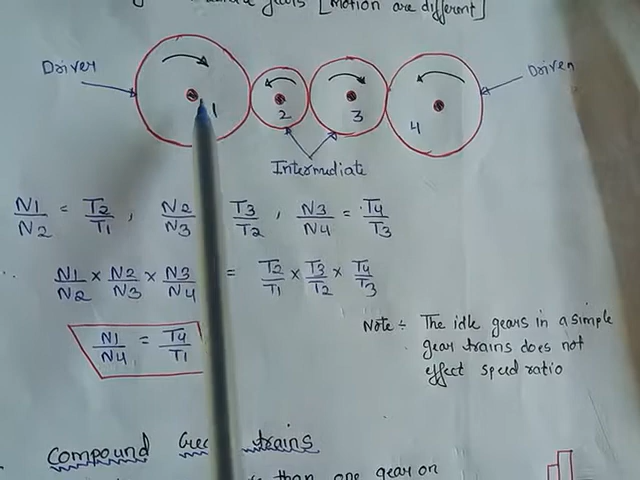 gears [motion are different]
Driver
Driven
1 2 3 4
Intermudiate
N1/N2 = T2/T1, N2/N3 T3/T2, N3/N4 = T4/T3
N1/N2 × N2/N3 × N3/N4 = T2/T1 × T3/T2 × T4/T3
N1/N4 = T4/T1
Note ÷ The idle gears in a simple
gear trains does not
effect speed ratio
Compound trains
than one gear on